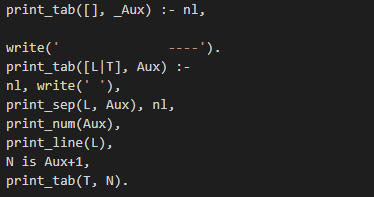 print_tab([], _Aux) :- nl,
write('              ----').
print_tab([L|T], Aux) :-
nl, write(' '),
print_sep(L, Aux), nl,
print_num(Aux),
print_line(L),
N is Aux+1,
print_tab(T, N).